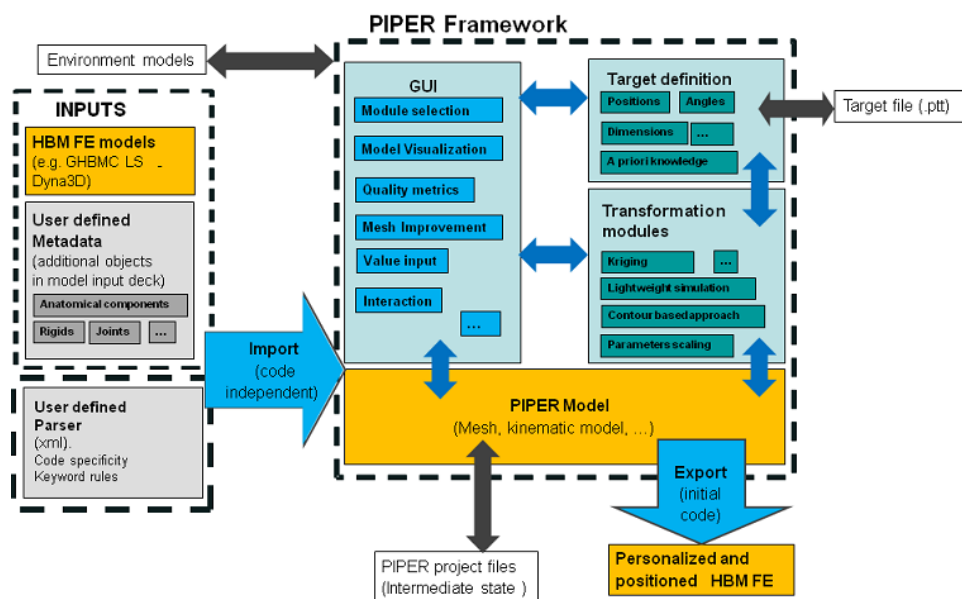 PIPER Framework
Environment models
INPUTS
HBM FE models
(e.g. GHBMC LS -
Dyna3D)
User defined
Metadata
(additional objects
in model input deck)
Anatomical components
Rigids
Joints
...
User defined
Parser
(xml).
Code specificity
Keyword rules
Import
(code
independent)
GUI
Module selection
Model Visualization
Quality metrics
Mesh Improvement
Value input
Interaction
...
Target definition
Positions
Angles
Dimensions
...
A priori knowledge
Target file (.ptt)
Transformation
modules
Kriging
...
Lightweight simulation
Contour based approach
Parameters scaling
PIPER Model
(Mesh, kinematic model, ...)
Export
(initial
code)
PIPER project files
(Intermediate state )
Personalized and
positioned HBM FE